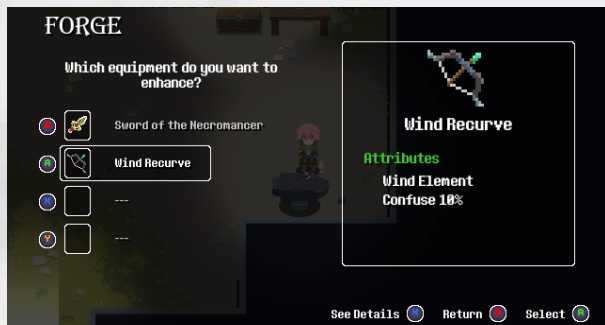 FORGE
Which equipment do you want to
enhance?
Sword of the Necromancer
A Wind Recurve
X ---
Y ---
Wind Recurve
Attributes
Wind Element
Confuse 10%
See Details X Return Select A